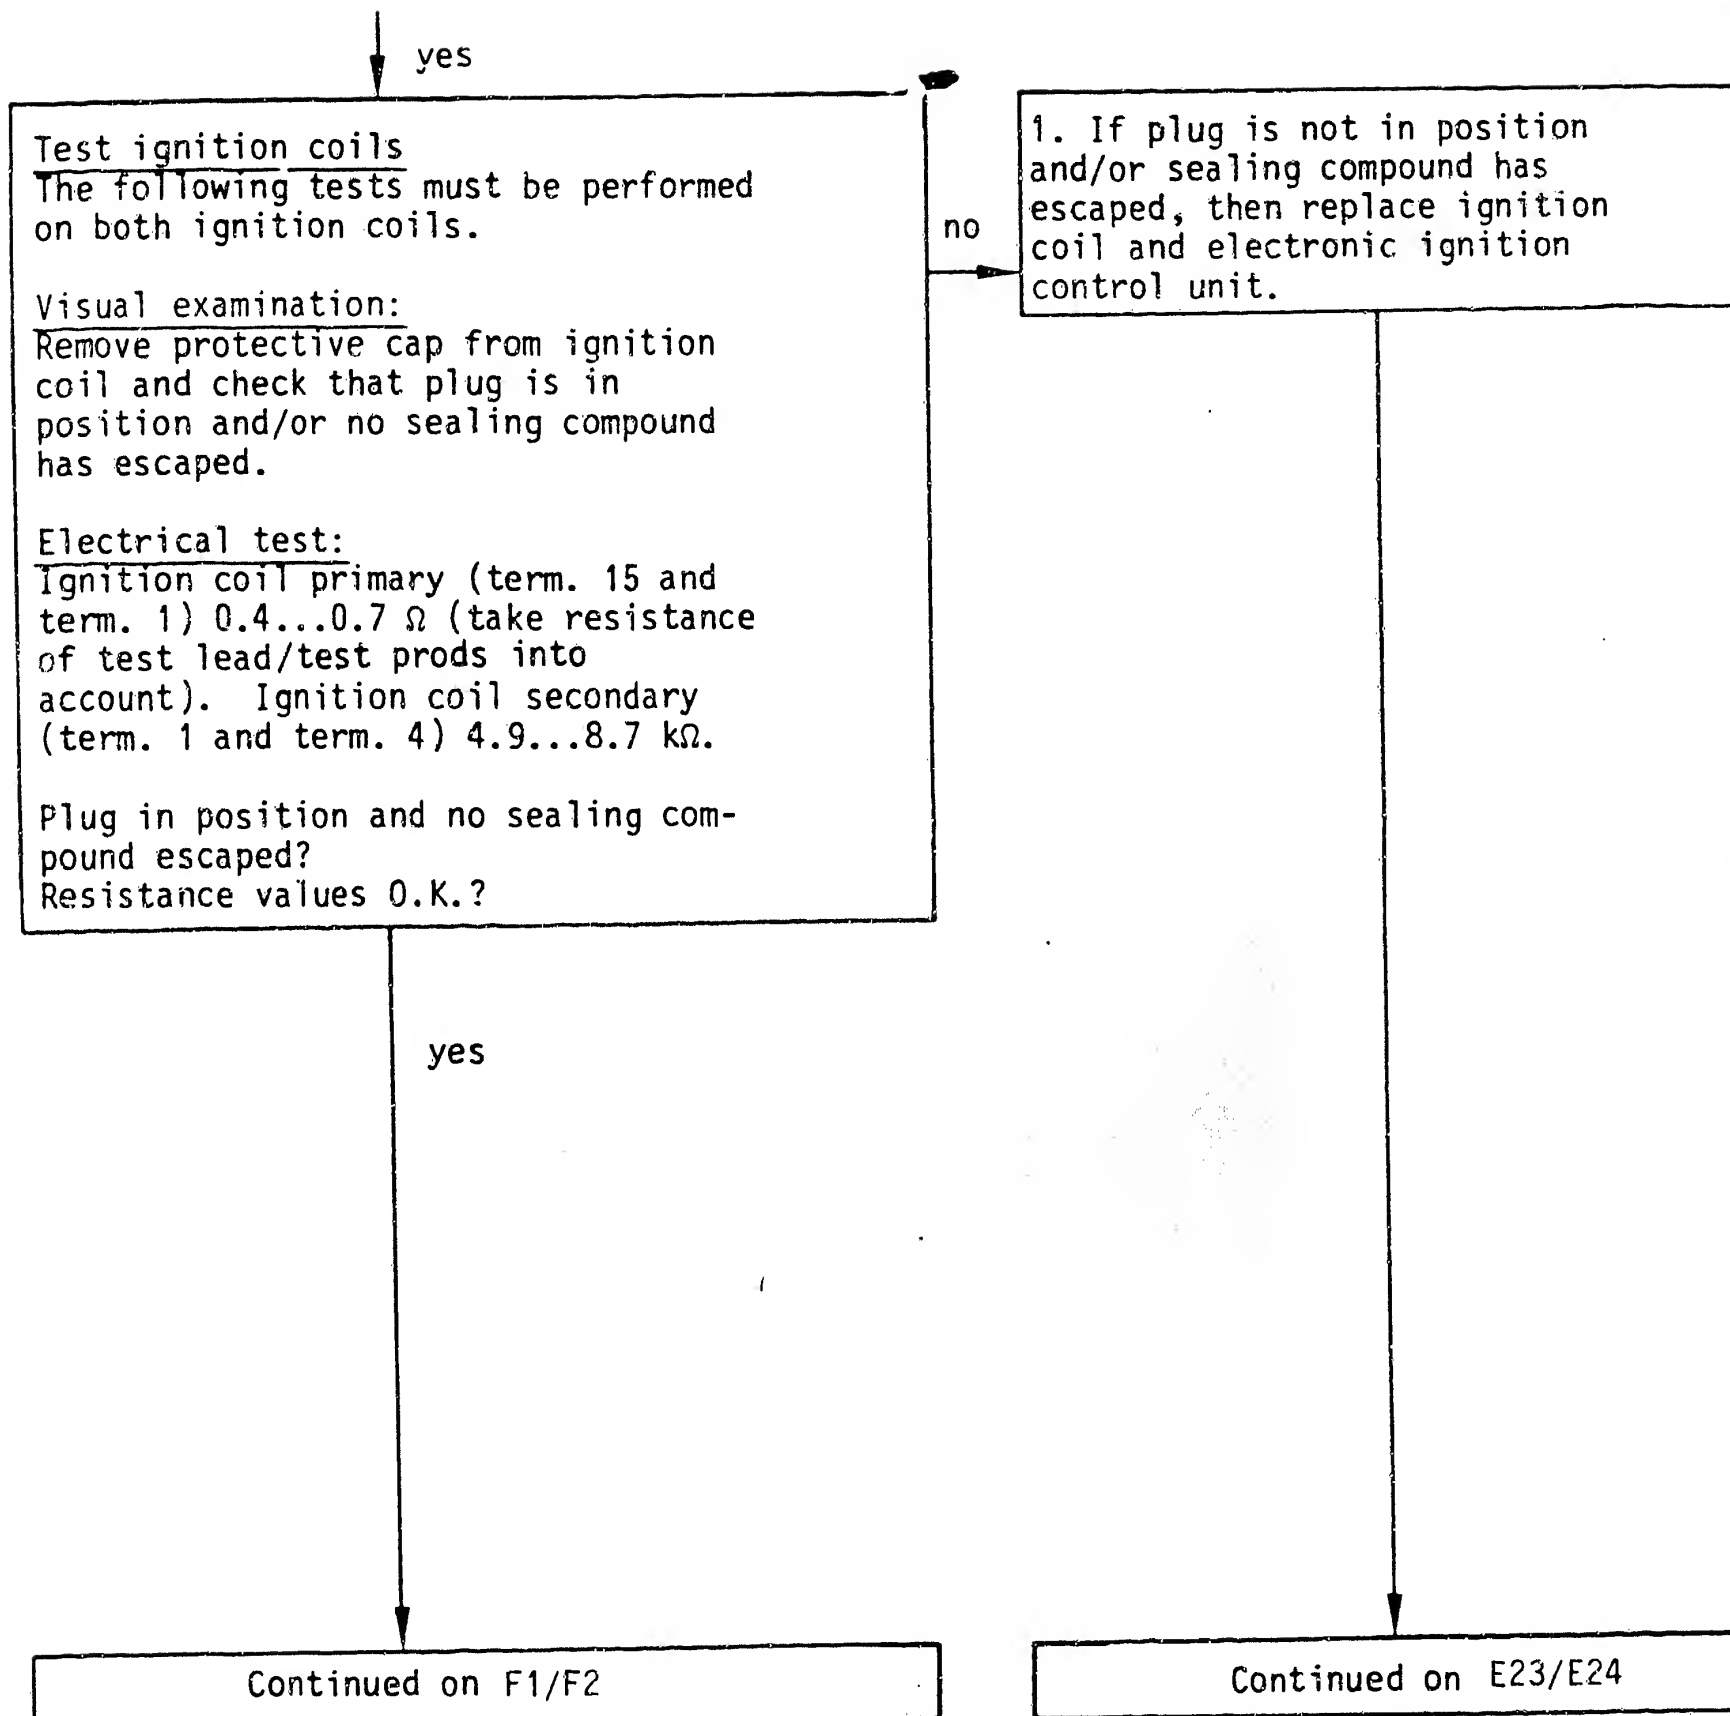 yes
Test ignition coils
The following tests must be performed
on both ignition coils.
Visual examination:
Remove protective cap from ignition
coil and check that plug is in
position and/or no sealing compound
has escaped.
Electrical test:
Ignition coil primary (term. 15 and
term. 1) 0.4...0.7 Ω (take resistance
of test lead/test prods into
account). Ignition coil secondary
(term. 1 and term. 4) 4.9...8.7 kΩ.
Plug in position and no sealing com-
pound escaped?
Resistance values O.K.?
no
1. If plug is not in position
and/or sealing compound has
escaped, then replace ignition
coil and electronic ignition
control unit.
yes
Continued on F1/F2
Continued on E23/E24